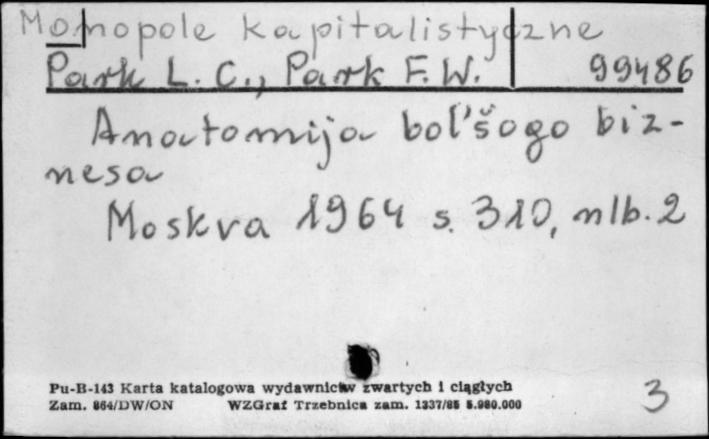 Monopole kapitalistyczne
Park L. C., Park F. W. 99486
Anatomija bol'šogo biz-
nesa
Moskva 1964 s. 310, nlb. 2
Pu-B-143 Karta katalogowa wydawnictw zwartych i ciągłych
Zam. 864/DW/ON WZGraf Trzebnica zam. 1337/85 5.980.000
3